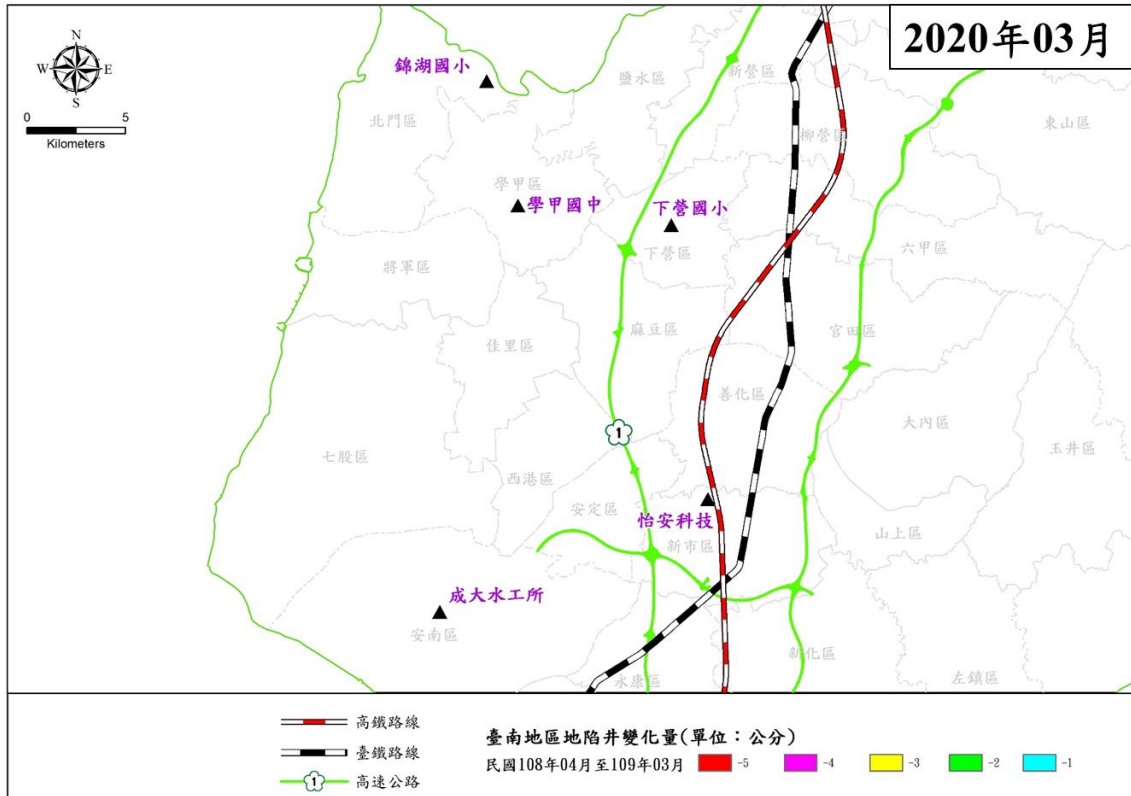 2020年03月
N
W
E
S
0
5
Kilometers
錦湖國小
鹽水區
新營區
東山區
北門區
柳營區
學甲區
學甲國中
下營國小
下營區
六甲區
將軍區
麻豆區
官田區
佳里區
善化區
大內區
1
玉井區
七股區
西港區
安定區
怡安科技
山上區
新市區
成大水工所
安南區
新化區
永康區
左鎮區
高鐵路線
臺鐵路線
1
高速公路
臺南地區地陷井變化量(單位：公分)
民國108年04月至109年03月
-5
-4
-3
-2
-1